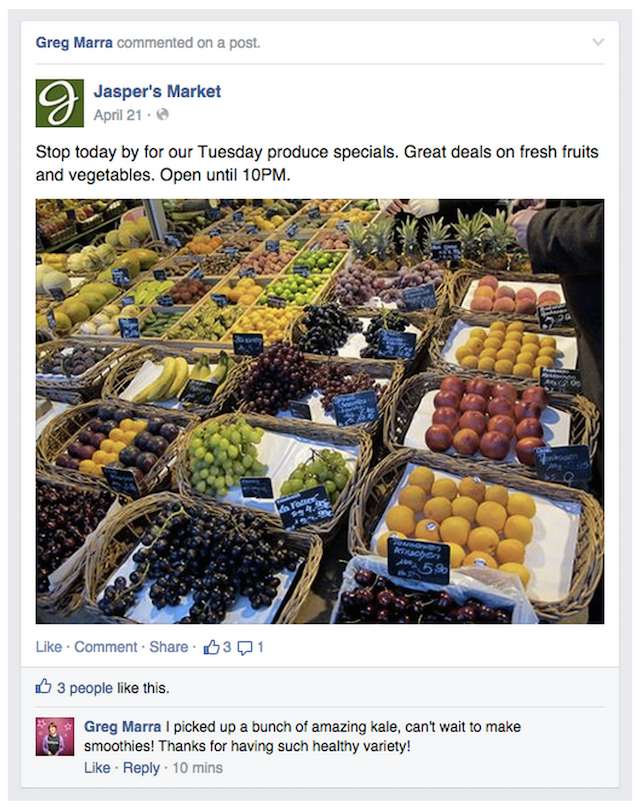 Greg Marra commented on a post.
Jasper's Market
April 21 ·
Stop today by for our Tuesday produce specials. Great deals on fresh fruits
and vegetables. Open until 10PM.
Kirschen
5.90
Like · Comment · Share · 3 1
3 people like this.
Greg Marra I picked up a bunch of amazing kale, can't wait to make
smoothies! Thanks for having such healthy variety!
Like · Reply · 10 mins